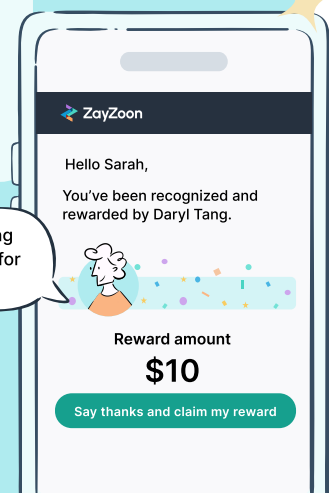 ZayZoon
Hello Sarah,
You've been recognized and
rewarded by Daryl Tang.
for
Reward amount
$10
Say thanks and claim my reward